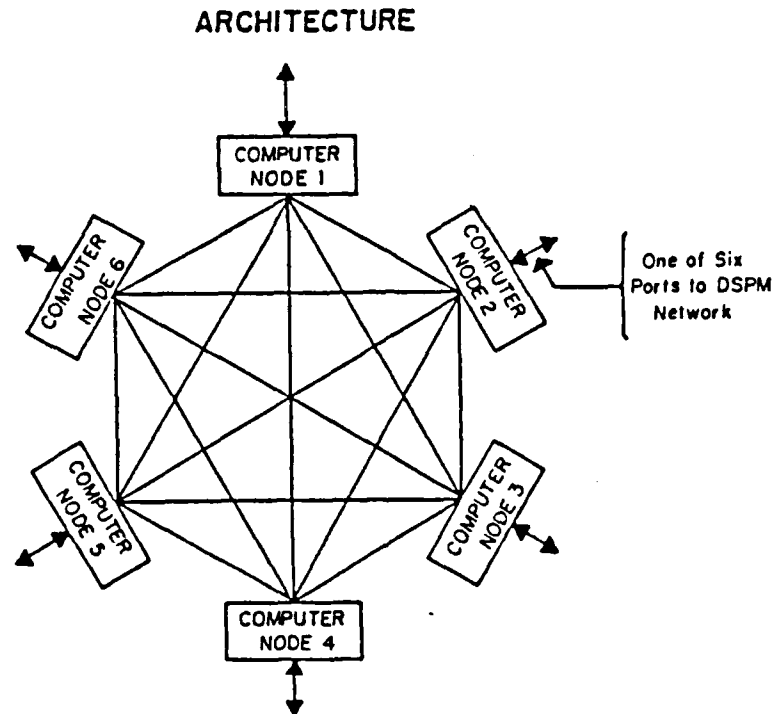 ARCHITECTURE
COMPUTER
NODE 1
COMPUTER
NODE 2
One of Six
Ports to DSPM
Network
COMPUTER
NODE 3
COMPUTER
NODE 4
COMPUTER
NODE 5
COMPUTER
NODE 6